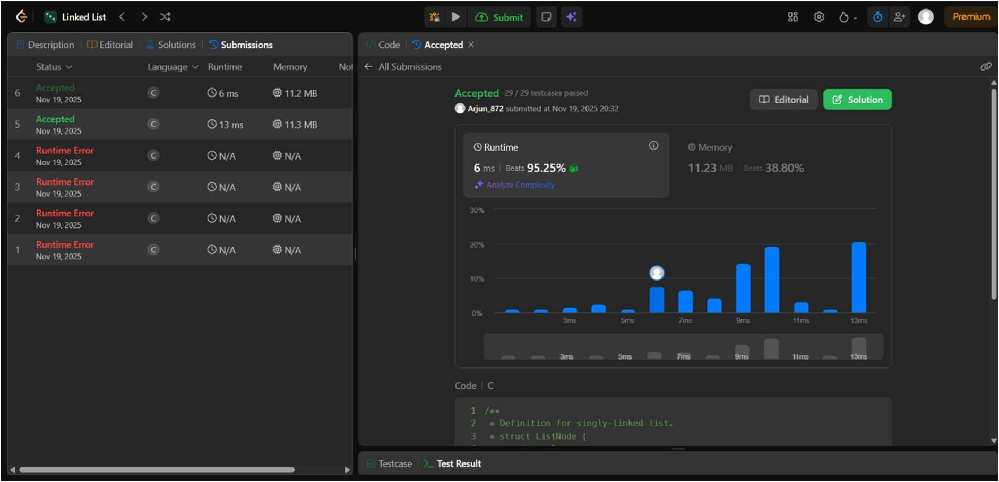 Linked List
Submit
-
Premium
Description | Editorial | Solutions | Submissions
Status Language Runtime Memory Not
6 Accepted C 6 ms 11.2 MB
Nov 19, 2025
5 Accepted C 13 ms 11.3 MB
Nov 19, 2025
4 Runtime Error C N/A N/A
Nov 19, 2025
3 Runtime Error C N/A N/A
Nov 19, 2025
2 Runtime Error C N/A N/A
Nov 19, 2025
1 Runtime Error C N/A N/A
Nov 19, 2025
</> Code | Accepted
All Submissions
Accepted 29 / 29 testcases passed
Arjun_872 submitted at Nov 19, 2025 20:32
Editorial
Solution
Runtime
6 ms | Beats 95.25%
Analyze Complexity
Memory
11.23 MB | Beats 38.80%
30%
20%
10%
0%
3ms 5ms 7ms 9ms 11ms 13ms
3ms 5ms 7ms 9ms 11ms 13ms
Code | C
1 /**
2 * Definition for singly-linked list.
3 * struct ListNode {
Testcase | >_ Test Result